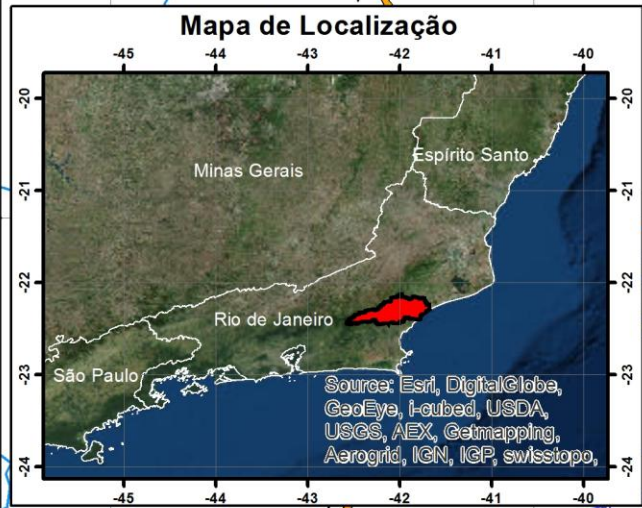 Mapa de Localização
-45 -44 -43 -42 -41 -40
-20
Espírito Santo
Minas Gerais
-21
-22
Rio de Janeiro
São Paulo
-23
Source: Esri, DigitalGlobe,
GeoEye, i-cubed, USDA,
USGS, AEX, Getmapping,
Aerogrid, IGN, IGP, swisstopo,
-24
-20
-21
-22
-23
-24
-45 -44 -43 -42 -41 -40